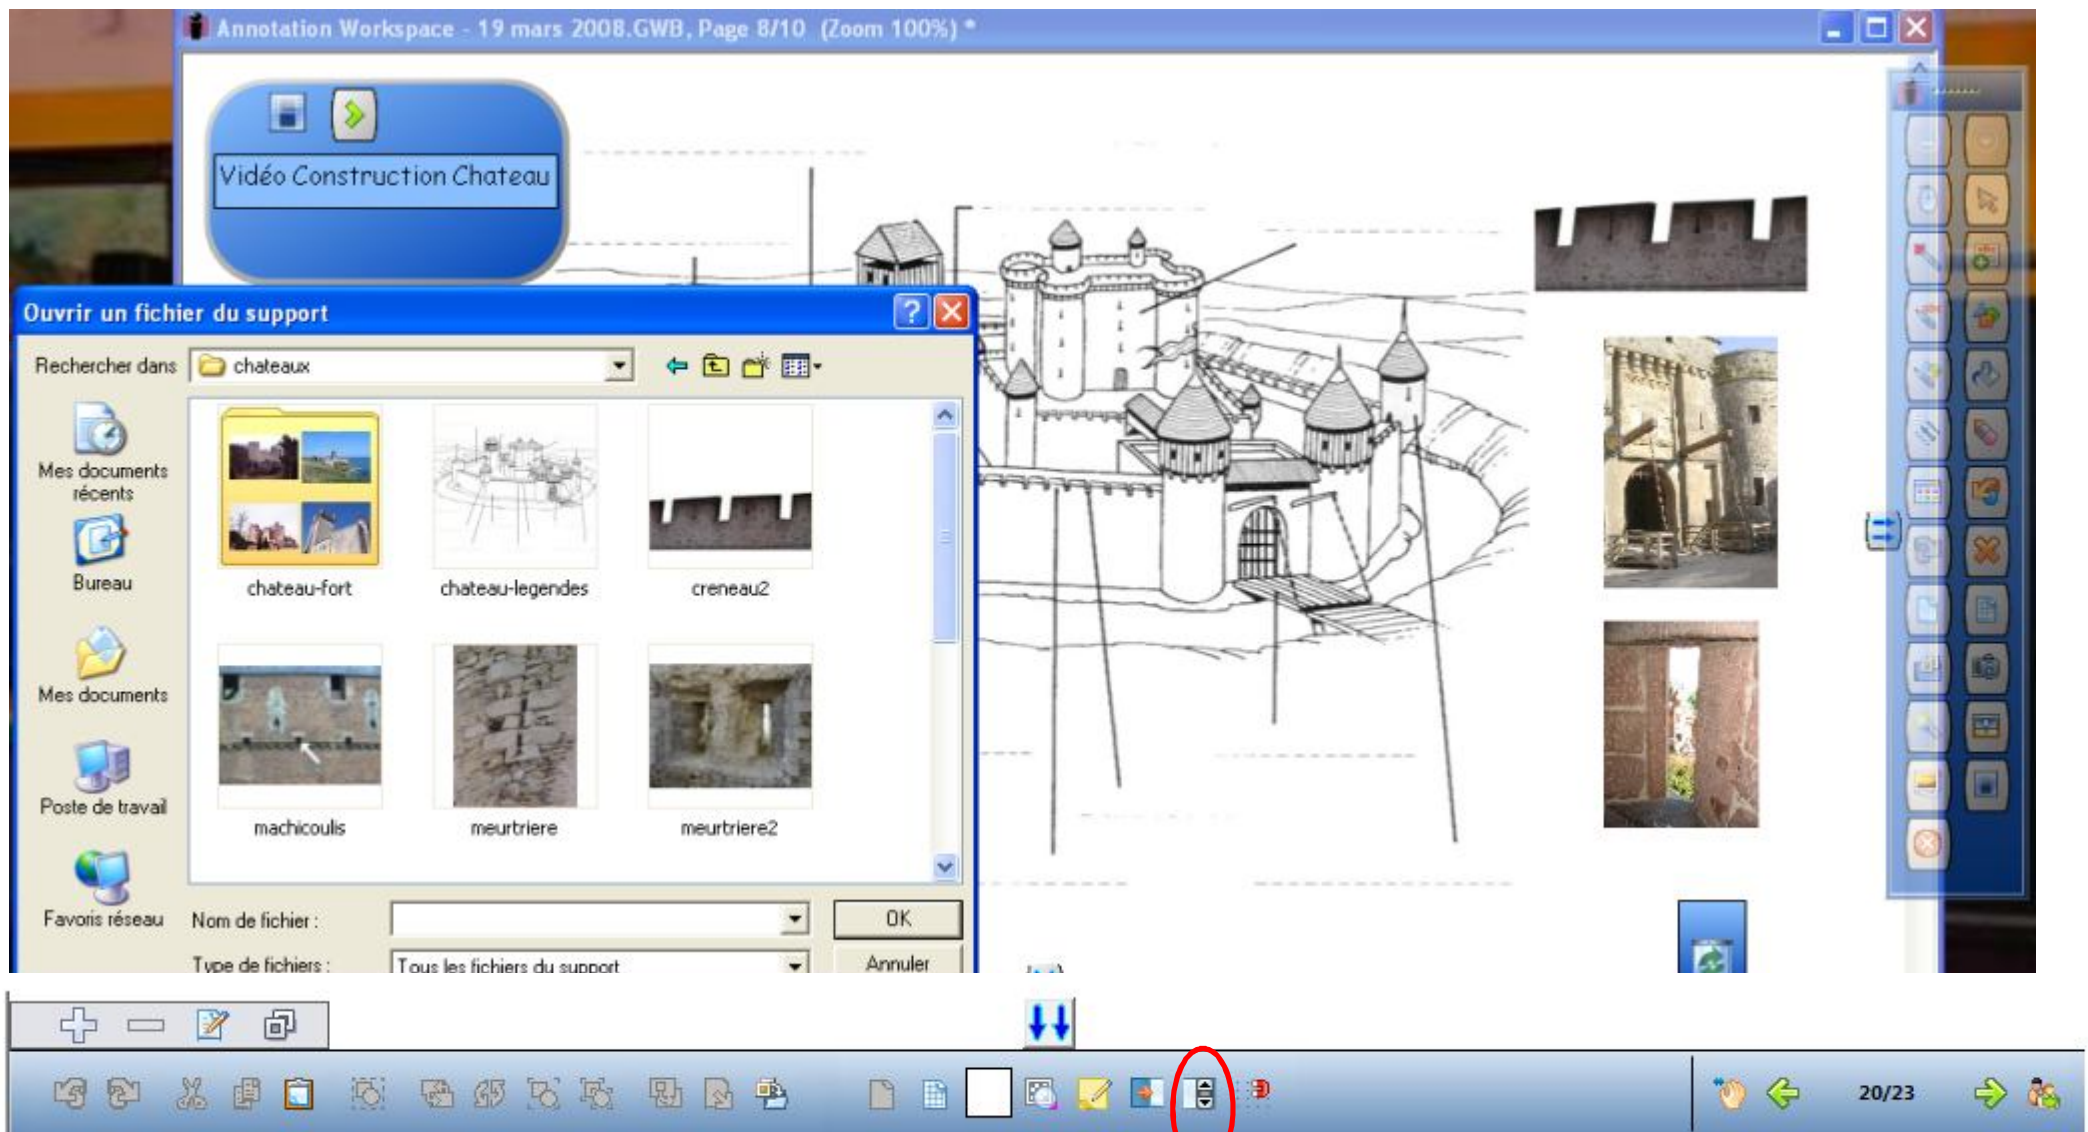 Annotation Workspace - 19 mars 2008.GWB, Page 8/10 (Zoom 100%) *
Vidéo Construction Chateau
Ouvrir un fichier du support
Rechercher dans
chateaux
Mes documents
récents
Bureau
Mes documents
Poste de travail
Favoris réseau
chateau-fort
chateau-legendes
creneau2
machicoulis
meurtriere
meurtriere2
Nom de fichier :
OK
Type de fichiers :
Tous les fichiers du support
Annuler
20/23